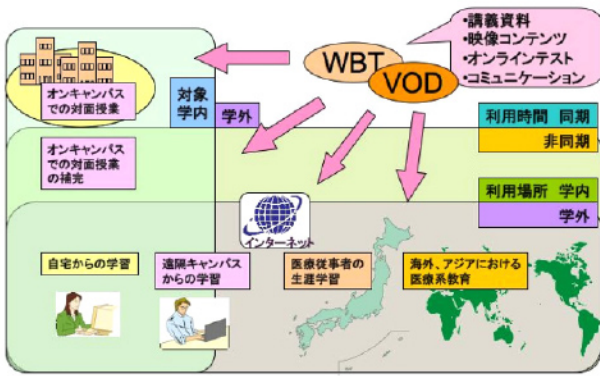 ・講義資料
・映像コンテンツ
・オンラインテスト
・コミュニケーション
WBT
VOD
オンキャンパス
での対面授業
対象
学内
学外
利用時間 同期
非同期
オンキャンパス
での対面授業
の補完
利用場所 学内
学外
インターネット
自宅からの学習
遠隔キャンパス
からの学習
医療従事者の
生涯学習
海外、アジアにおける
医療系教育